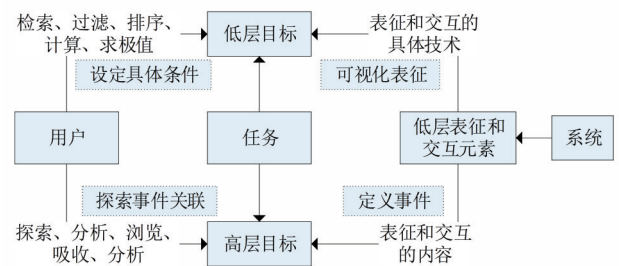 检索、过滤、排序、
计算、求极值
低层目标
表征和交互的
具体技术
设定具体条件
可视化表征
用户
任务
低层表征和
交互元素
系统
探索事件关联
定义事件
探索、分析、浏览、
吸收、分析
高层目标
表征和交互
的内容